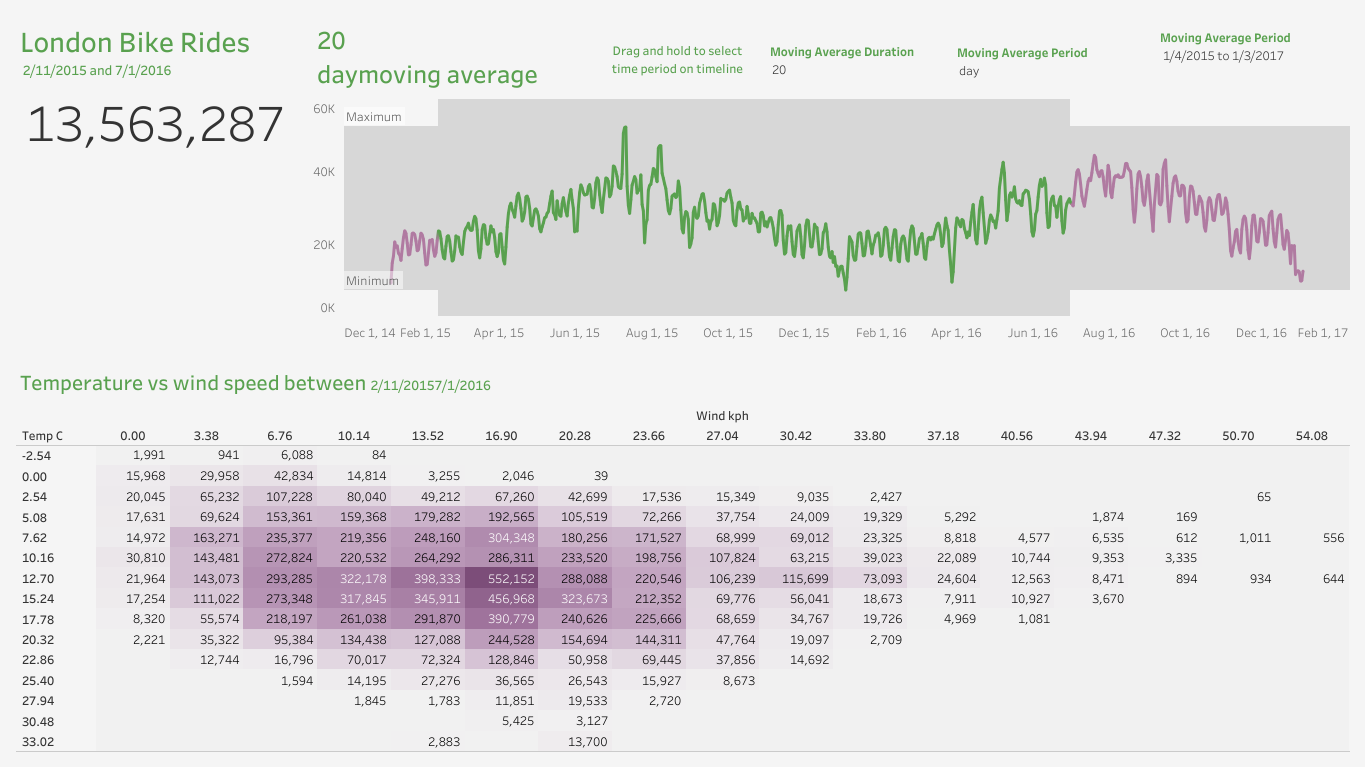 London Bike Rides
2/11/2015 and 7/1/2016
13,563,287
20
daymoving average
Drag and hold to select
time period on timeline
Moving Average Duration
20
Moving Average Period
day
Moving Average Period
1/4/2015 to 1/3/2017
60K
40K
20K
0K
Maximum
Minimum
Dec 1, 14 Feb 1, 15 Apr 1, 15 Jun 1, 15 Aug 1, 15 Oct 1, 15 Dec 1, 15 Feb 1, 16 Apr 1, 16 Jun 1, 16 Aug 1, 16 Oct 1, 16 Dec 1, 16 Feb 1, 17
Temperature vs wind speed between 2/11/20157/1/2016
Wind kph
Temp C 0.00 3.38 6.76 10.14 13.52 16.90 20.28 23.66 27.04 30.42 33.80 37.18 40.56 43.94 47.32 50.70 54.08
-2.54 1,991 941 6,088 84
0.00 15,968 29,958 42,834 14,814 3,255 2,046 39
2.54 20,045 65,232 107,228 80,040 49,212 67,260 42,699 17,536 15,349 9,035 2,427 65
5.08 17,631 69,624 153,361 159,368 179,282 192,565 105,519 72,266 37,754 24,009 19,329 5,292 1,874 169
7.62 14,972 163,271 235,377 219,356 248,160 304,348 180,256 171,527 68,999 69,012 23,325 8,818 4,577 6,535 612 1,011 556
10.16 30,810 143,481 272,824 220,532 264,292 286,311 233,520 198,756 107,824 63,215 39,023 22,089 10,744 9,353 3,335
12.70 21,964 143,073 293,285 322,178 398,333 552,152 288,088 220,546 106,239 115,699 73,093 24,604 12,563 8,471 894 934 644
15.24 17,254 111,022 273,348 317,845 345,911 456,968 323,673 212,352 69,776 56,041 18,673 7,911 10,927 3,670
17.78 8,320 55,574 218,197 261,038 291,870 390,779 240,626 225,666 68,659 34,767 19,726 4,969 1,081
20.32 2,221 35,322 95,384 134,438 127,088 244,528 154,694 144,311 47,764 19,097 2,709
22.86 12,744 16,796 70,017 72,324 128,846 50,958 69,445 37,856 14,692
25.40 1,594 14,195 27,276 36,565 26,543 15,927 8,673
27.94 1,845 1,783 11,851 19,533 2,720
30.48 5,425 3,127
33.02 2,883 13,700